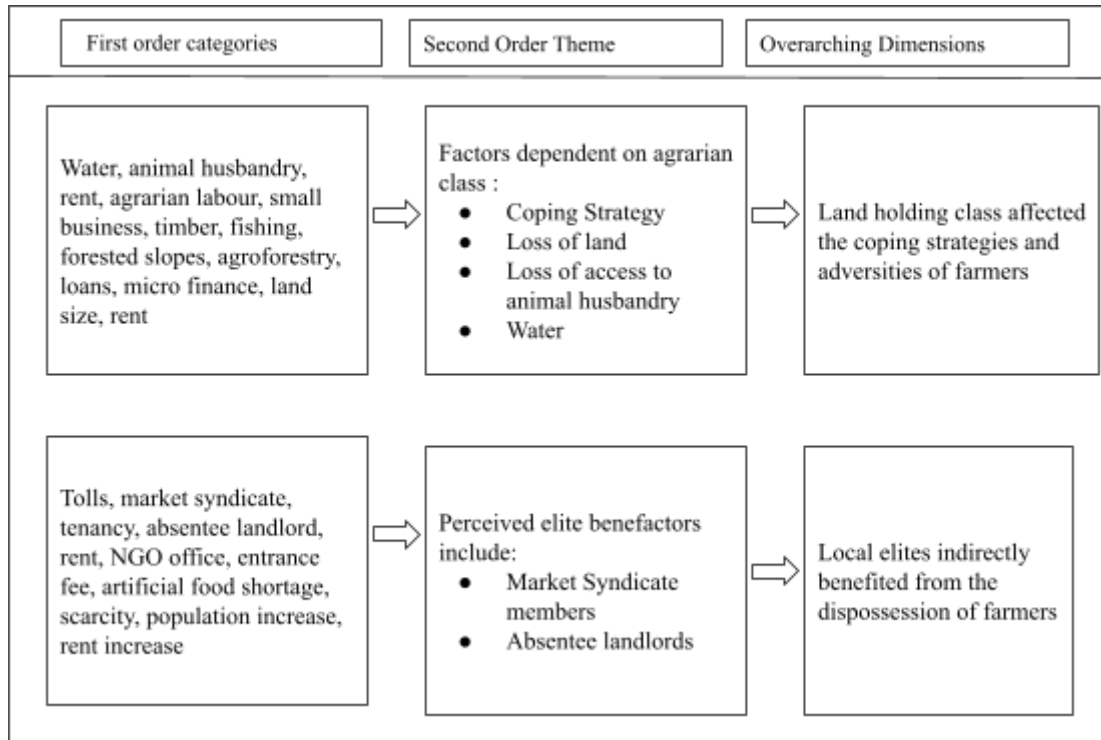 First order categories
Second Order Theme
Overarching Dimensions
Water, animal husbandry,
rent, agrarian labour, small
business, timber, fishing,
forested slopes, agroforestry,
loans, micro finance, land
size, rent
Factors dependent on agrarian
class :
● Coping Strategy
● Loss of land
● Loss of access to
animal husbandry
● Water
Land holding class affected
the coping strategies and
adversities of farmers
Tolls, market syndicate,
tenancy, absentee landlord,
rent, NGO office, entrance
fee, artificial food shortage,
scarcity, population increase,
rent increase
Perceived elite benefactors
include:
● Market Syndicate
members
● Absentee landlords
Local elites indirectly
benefited from the
dispossession of farmers